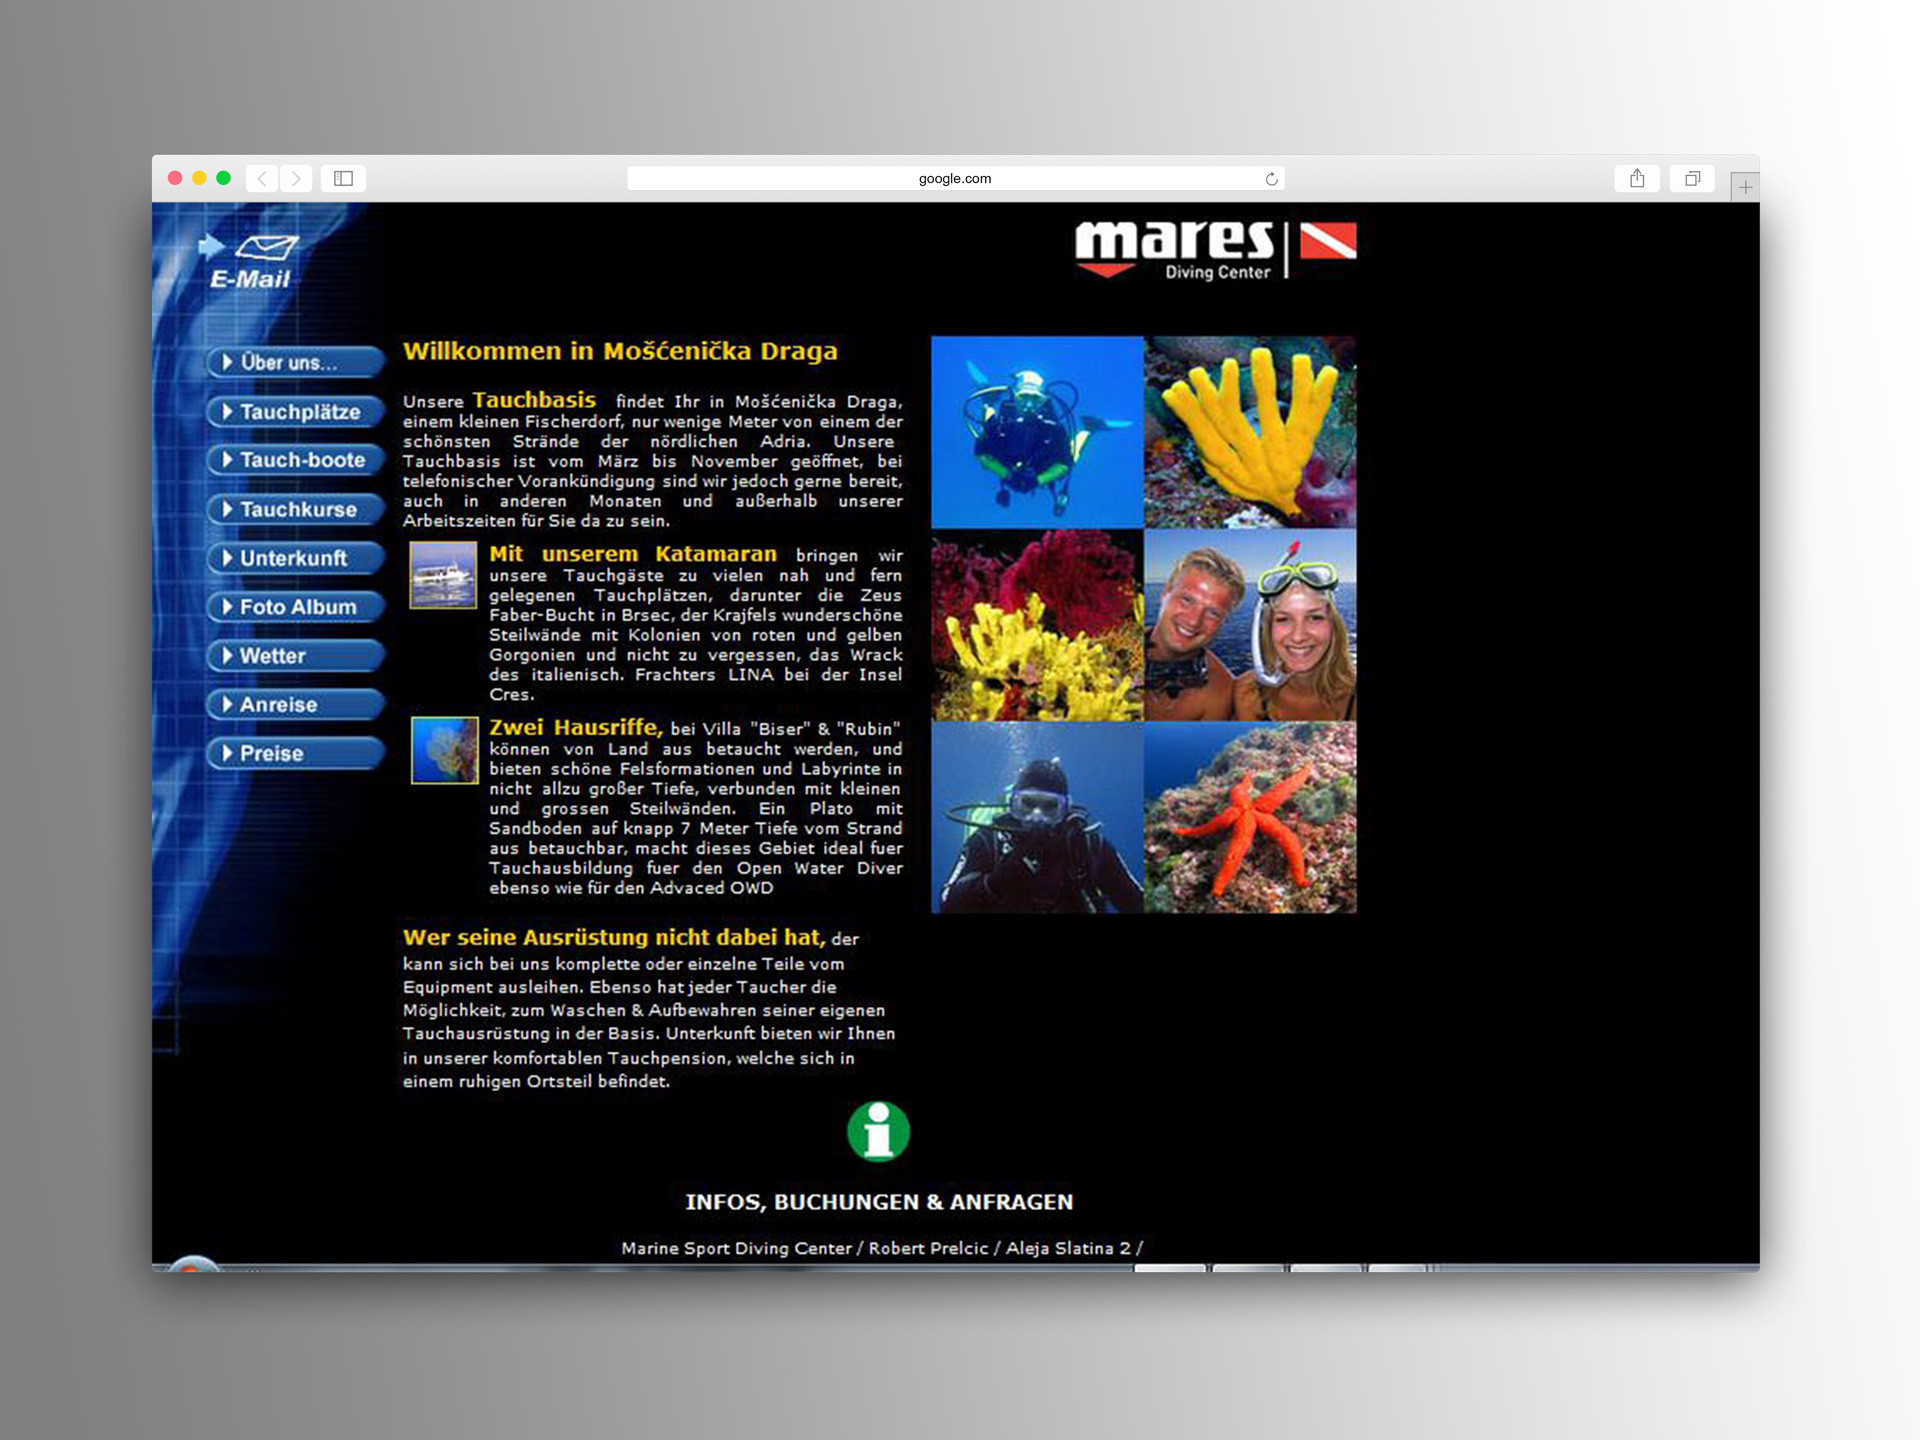 google.com
E-Mail
mares
Diving Center
Über uns...
Tauchplätze
Tauch-boote
Tauchkurse
Unterkunft
Foto Album
Wetter
Anreise
Preise
Willkommen in Mošćenička Draga
Unsere Tauchbasis findet Ihr in Mošćenička Draga,
einem kleinen Fischerdorf, nur wenige Meter von einem der
schönsten Strände der nördlichen Adria. Unsere
Tauchbasis ist vom März bis November geöffnet, bei
telefonischer Vorankündigung sind wir jedoch gerne bereit,
auch in anderen Monaten und außerhalb unserer
Arbeitszeiten für Sie da zu sein.
Mit unserem Katamaran bringen wir
unsere Tauchgäste zu vielen nah und fern
gelegenen Tauchplätzen, darunter die Zeus
Faber-Bucht in Brsec, der Krajfels wunderschöne
Steilwände mit Kolonien von roten und gelben
Gorgonien und nicht zu vergessen, das Wrack
des italienisch. Frachters LINA bei der Insel
Cres.
Zwei Hausriffe, bei Villa "Biser" & "Rubin"
können von Land aus betaucht werden, und
bieten schöne Felsformationen und Labyrinte in
nicht allzu großer Tiefe, verbunden mit kleinen
und grossen Steilwänden. Ein Plato mit
Sandboden auf knapp 7 Meter Tiefe vom Strand
aus betauchbar, macht dieses Gebiet ideal fuer
Tauchausbildung fuer den Open Water Diver
ebenso wie für den Advaced OWD
Wer seine Ausrüstung nicht dabei hat, der
kann sich bei uns komplette oder einzelne Teile vom
Equipment ausleihen. Ebenso hat jeder Taucher die
Möglichkeit, zum Waschen & Aufbewahren seiner eigenen
Tauchausrüstung in der Basis. Unterkunft bieten wir Ihnen
in unserer komfortablen Tauchpension, welche sich in
einem ruhigen Ortsteil befindet.
i
INFOS, BUCHUNGEN & ANFRAGEN
Marine Sport Diving Center / Robert Prelcic / Aleja Slatina 2 /